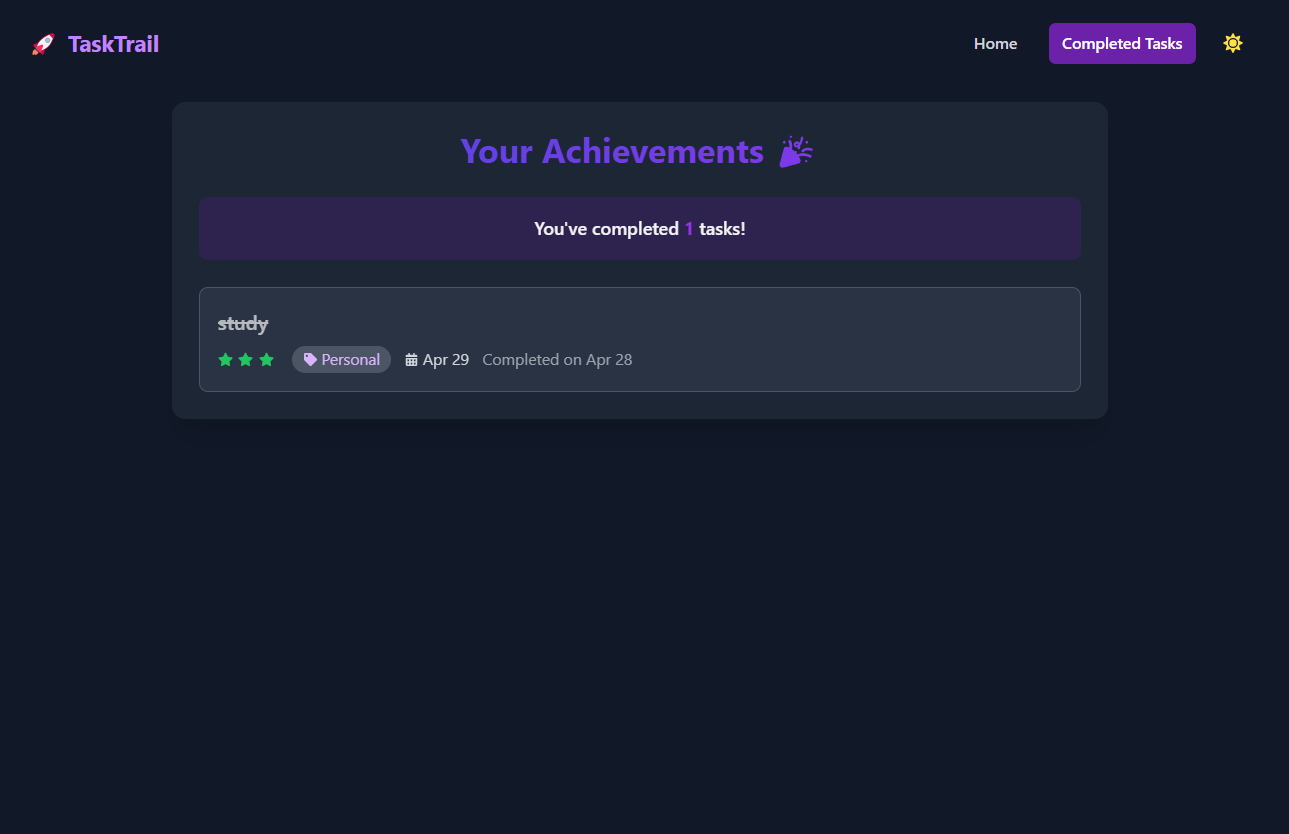 TaskTrail
Home
Completed Tasks
Your Achievements
You've completed 1 tasks!
study
Personal Apr 29 Completed on Apr 28